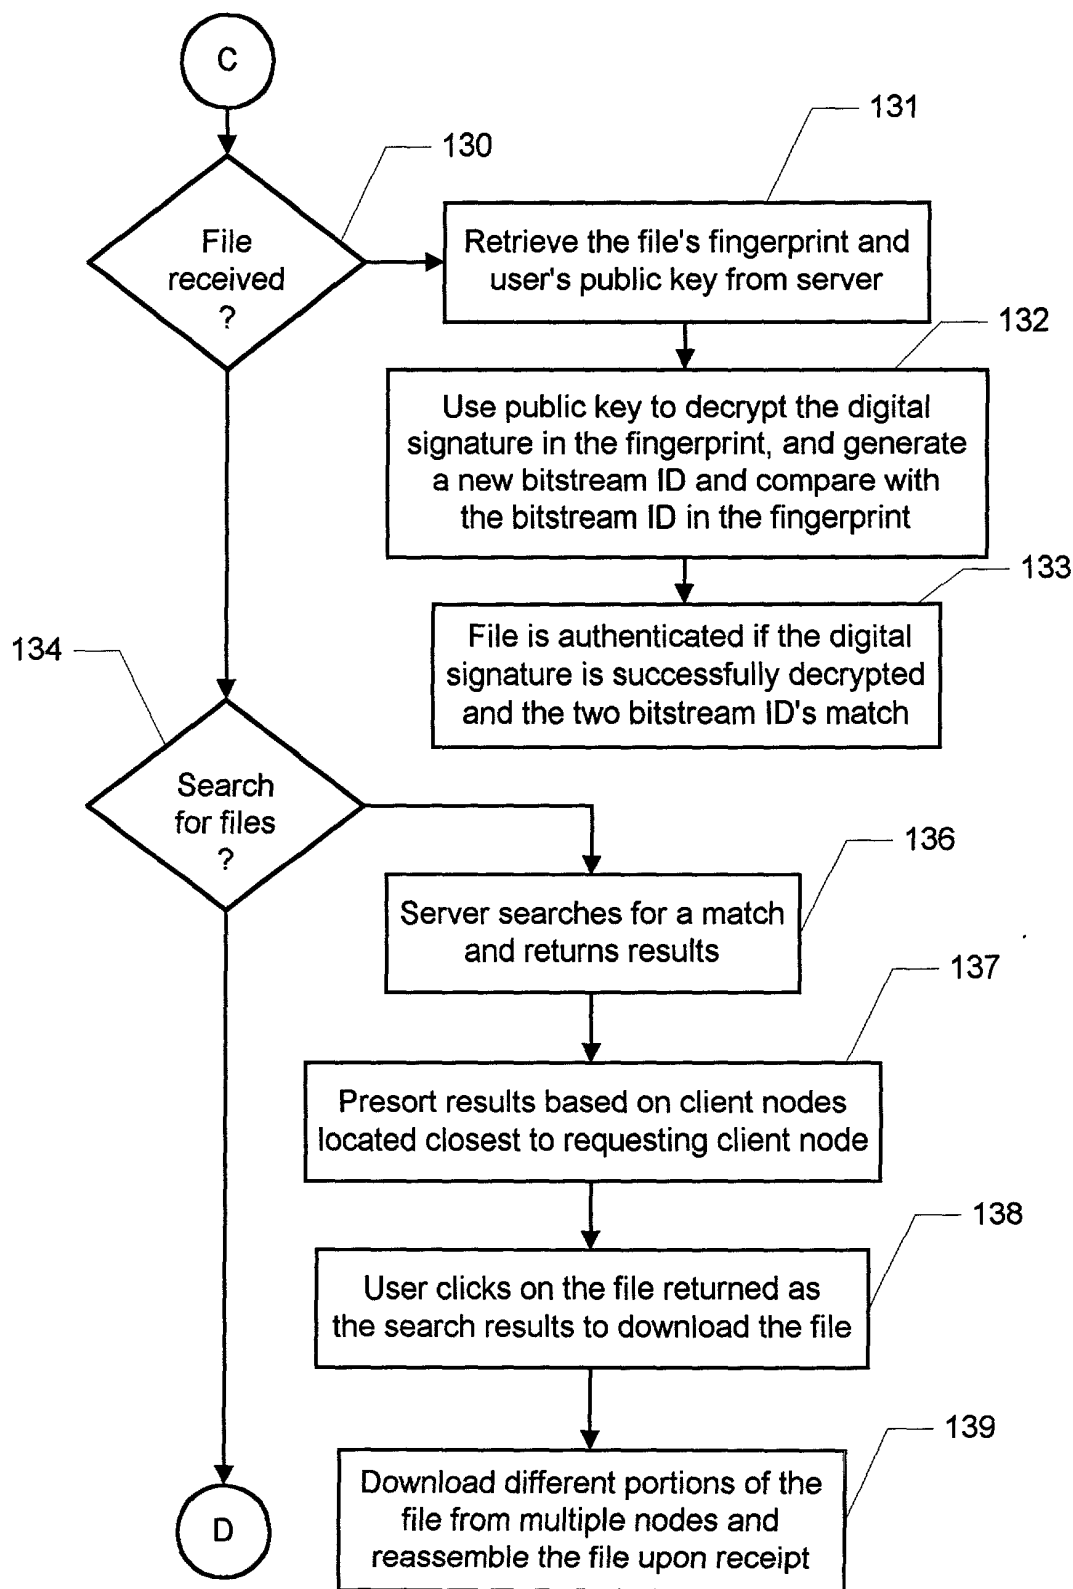 C
130
File
received
?
131
Retrieve the file's fingerprint and
user's public key from server
132
Use public key to decrypt the digital
signature in the fingerprint, and generate
a new bitstream ID and compare with
the bitstream ID in the fingerprint
133
File is authenticated if the digital
signature is successfully decrypted
and the two bitstream ID's match
134
Search
for files
?
136
Server searches for a match
and returns results
137
Presort results based on client nodes
located closest to requesting client node
138
User clicks on the file returned as
the search results to download the file
139
Download different portions of the
file from multiple nodes and
reassemble the file upon receipt
D